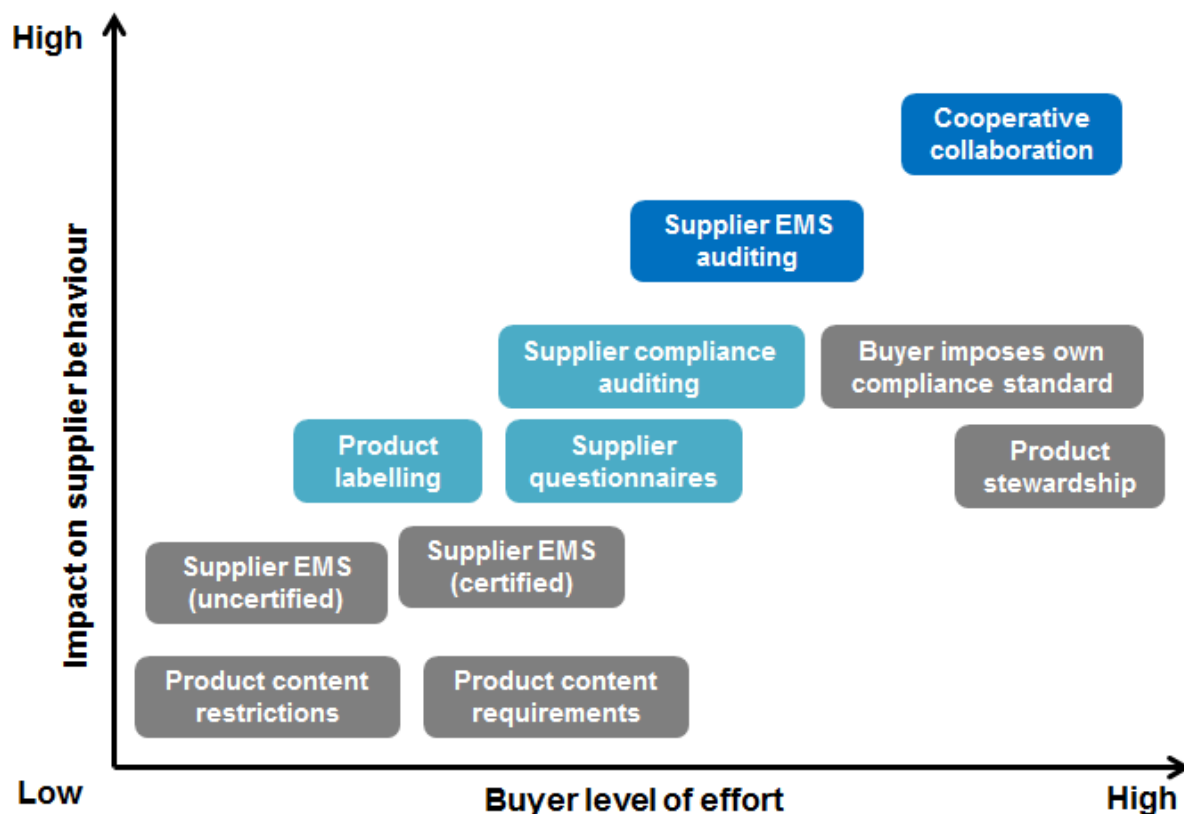 High
Cooperative
collaboration
Supplier EMS
auditing
Supplier compliance
auditing
Buyer imposes own
compliance standard
Product
labelling
Supplier
questionnaires
Product
stewardship
Supplier EMS
(uncertified)
Supplier EMS
(certified)
Product content
restrictions
Product content
requirements
Impact on supplier behaviour
Low
Buyer level of effort
High